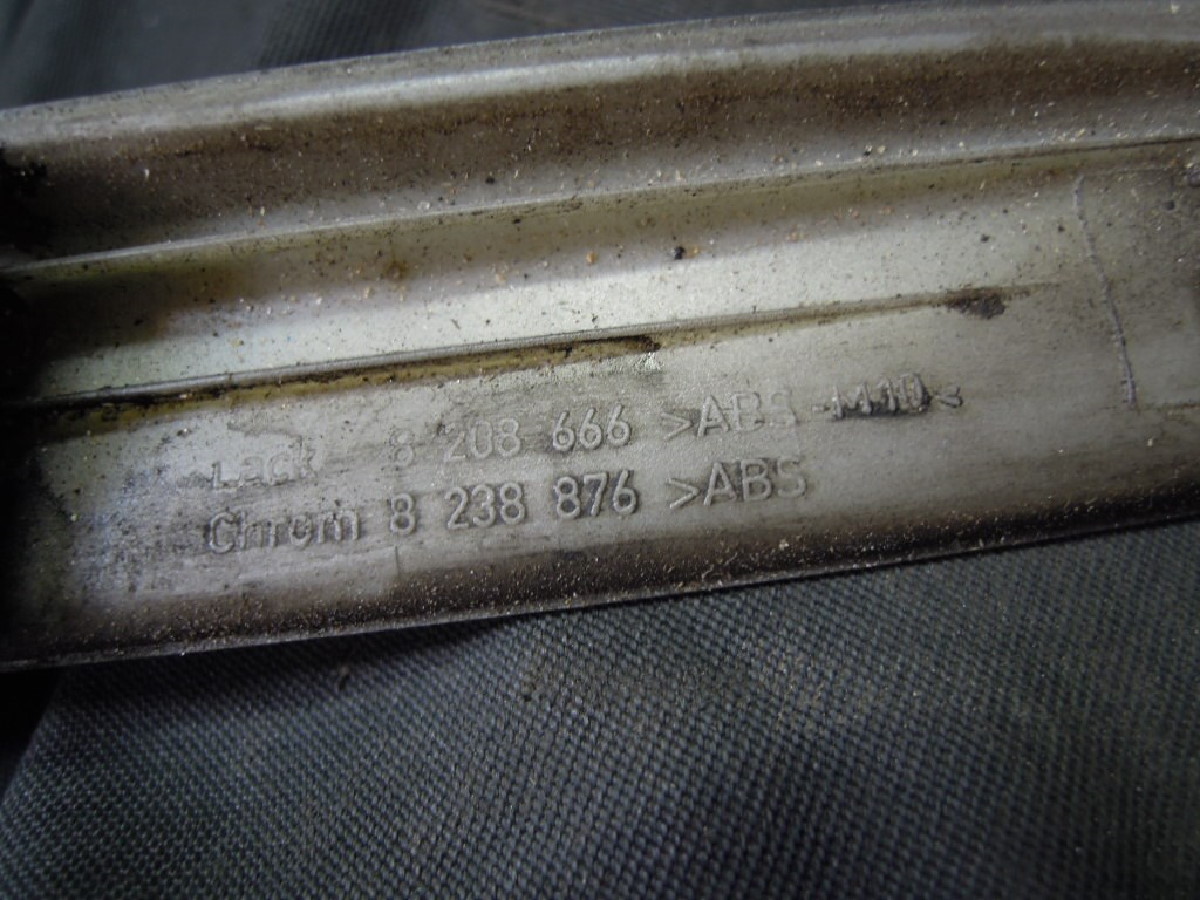 Lack 8 208 666 >ABS -M10<
Chrom 8 238 876 >ABS